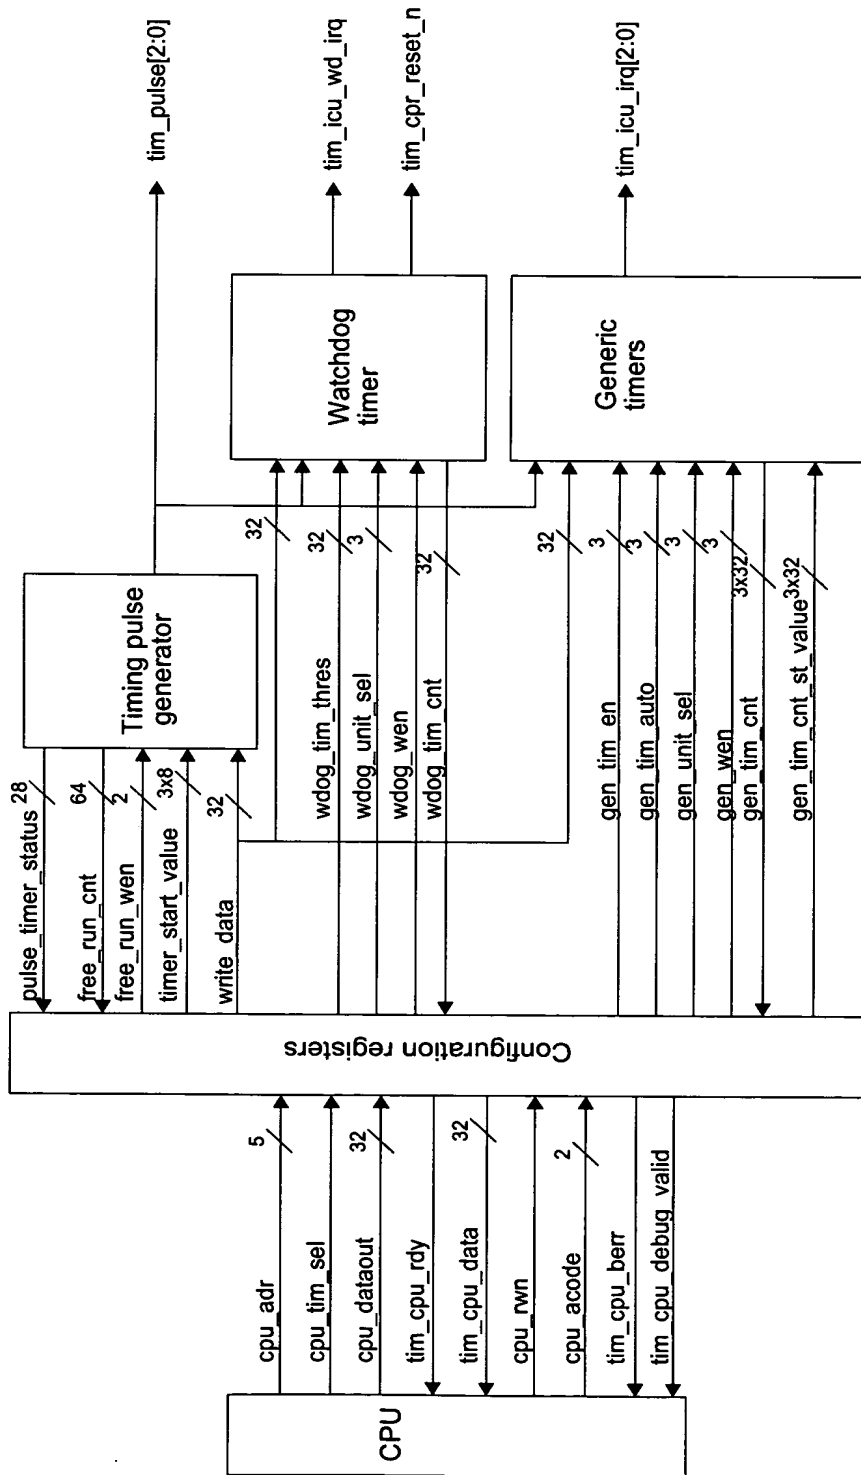 tim_pulse[2:0]
tim_icu_wd_irq
tim_cpr_reset_n
tim_icu_irq[2:0]
Timing pulse
generator
Watchdog
timer
Generic
timers
pulse_timer_status
28
free_run_cnt
64
free_run_wen
2
timer_start_value
3x8
write_data
32
32
wdog_tim_thres
32
wdog_unit_sel
3
wdog_wen
wdog_tim_cnt
32
32
gen_tim_en
3
gen_tim_auto
3
gen_unit_sel
3
gen_wen
3
gen_tim_cnt
3x32
gen_tim_cnt_st_value
3x32
Configuration registers
cpu_adr
5
cpu_tim_sel
cpu_dataout
32
tim_cpu_rdy
tim_cpu_data
32
cpu_rwn
cpu_acode
2
tim_cpu_berr
tim_cpu_debug_valid
CPU